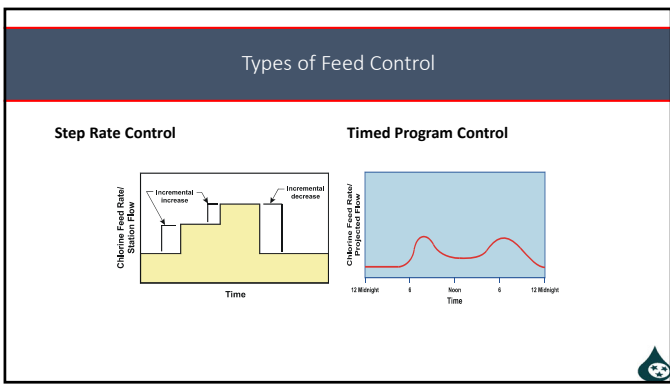 Types of Feed Control
Step Rate Control
Timed Program Control
Chlorine Feed Rate/
Station Flow
Incremental
increase
Incremental
decrease
Time
Chlorine Feed Rate/
Projected Flow
12 Midnight 6 Noon 6 12 Midnight
Time